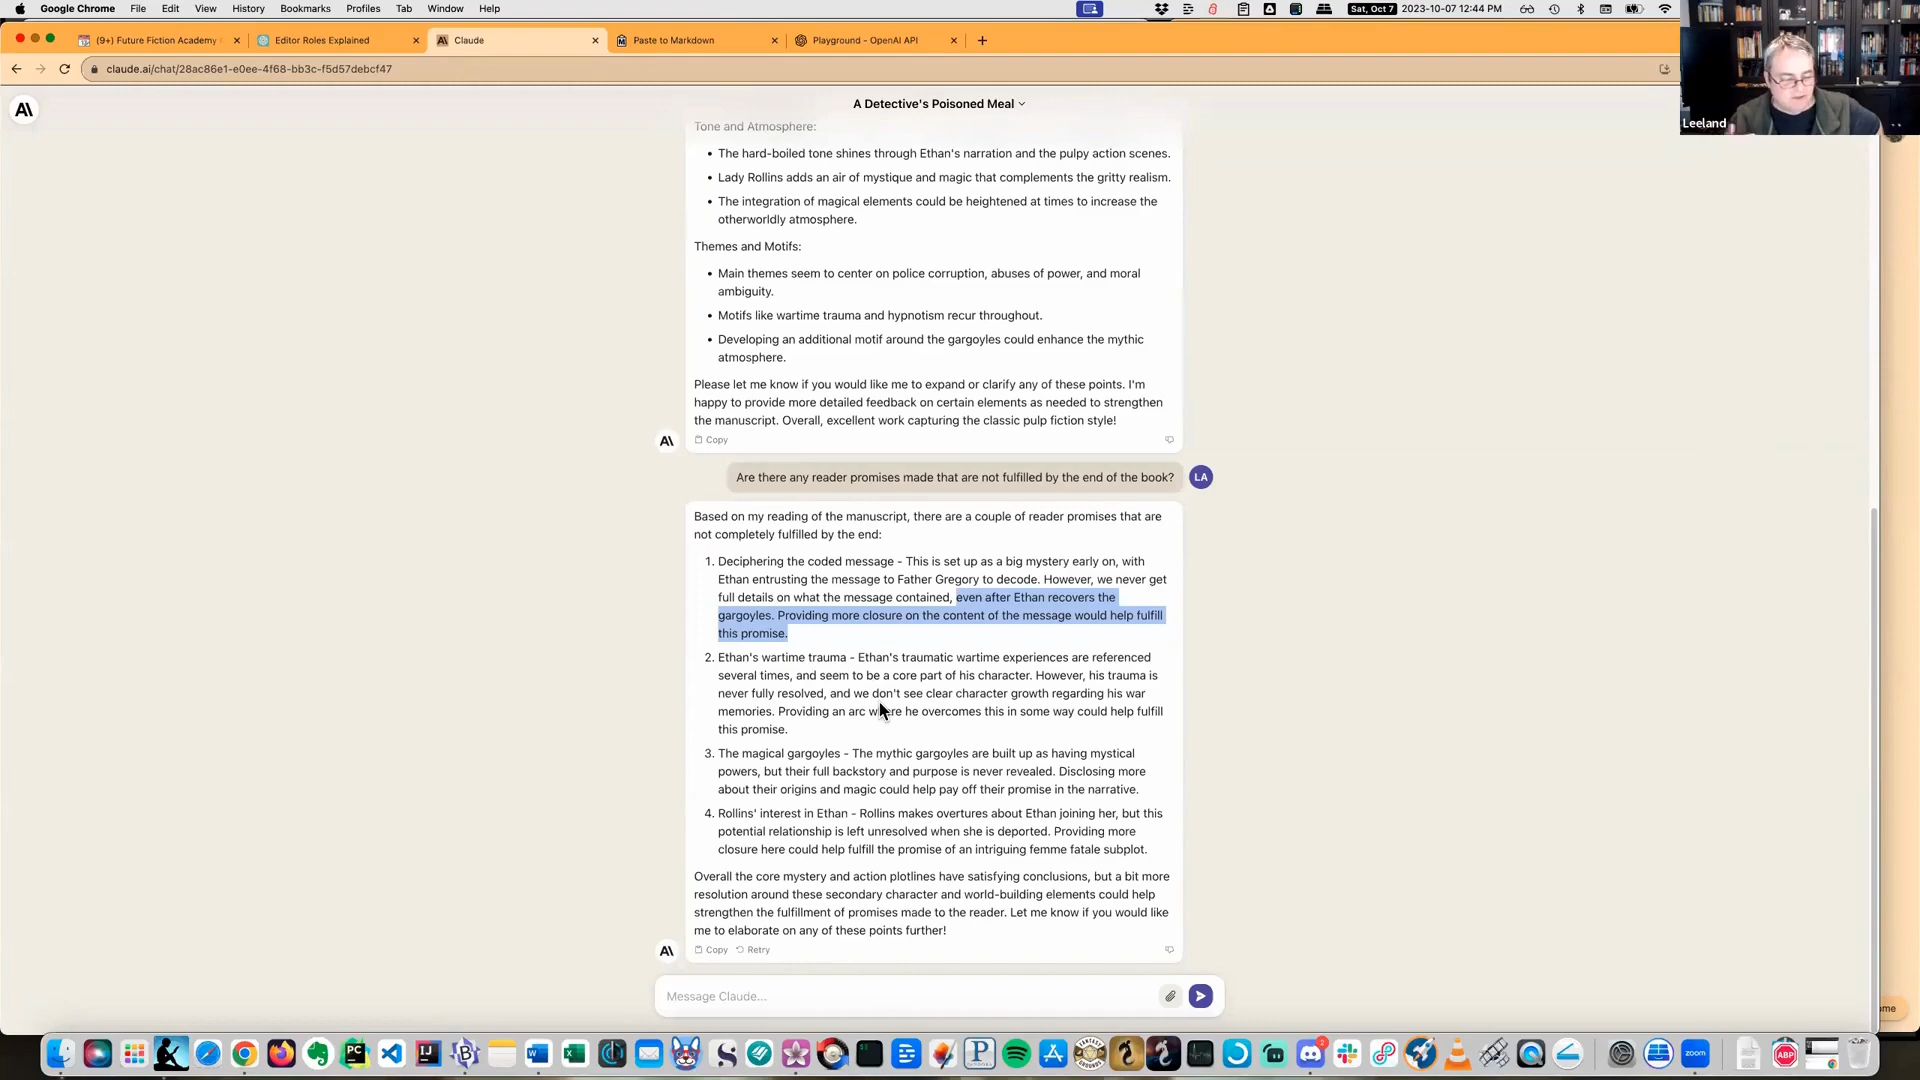 Google Chrome File Edit View History Bookmarks Profiles Tab Window Help
Sat, Oct 7 2023-10-07 12:44 PM
(9+) Future Fiction Academy
Editor Roles Explained
Claude
Paste to Markdown
Playground - OpenAI API
claude.ai/chat/28ac86e1-e0ee-4f68-bb3c-f5d57debcf47
Leeland
A Detective's Poisoned Meal
Tone and Atmosphere:
• The hard-boiled tone shines through Ethan's narration and the pulpy action scenes.
• Lady Rollins adds an air of mystique and magic that complements the gritty realism.
• The integration of magical elements could be heightened at times to increase the
otherworldly atmosphere.
Themes and Motifs:
• Main themes seem to center on police corruption, abuses of power, and moral
ambiguity.
• Motifs like wartime trauma and hypnotism recur throughout.
• Developing an additional motif around the gargoyles could enhance the mythic
atmosphere.
Please let me know if you would like me to expand or clarify any of these points. I'm
happy to provide more detailed feedback on certain elements as needed to strengthen
the manuscript. Overall, excellent work capturing the classic pulp fiction style!
Copy
Are there any reader promises made that are not fulfilled by the end of the book?
LA
Based on my reading of the manuscript, there are a couple of reader promises that are
not completely fulfilled by the end:
1. Deciphering the coded message - This is set up as a big mystery early on, with
Ethan entrusting the message to Father Gregory to decode. However, we never get
full details on what the message contained, even after Ethan recovers the
gargoyles. Providing more closure on the content of the message would help fulfill
this promise.
2. Ethan's wartime trauma - Ethan's traumatic wartime experiences are referenced
several times, and seem to be a core part of his character. However, his trauma is
never fully resolved, and we don't see clear character growth regarding his war
memories. Providing an arc where he overcomes this in some way could help fulfill
this promise.
3. The magical gargoyles - The mythic gargoyles are built up as having mystical
powers, but their full backstory and purpose is never revealed. Disclosing more
about their origins and magic could help pay off their promise in the narrative.
4. Rollins' interest in Ethan - Rollins makes overtures about Ethan joining her, but this
potential relationship is left unresolved when she is deported. Providing more
closure here could help fulfill the promise of an intriguing femme fatale subplot.
Overall the core mystery and action plotlines have satisfying conclusions, but a bit more
resolution around these secondary character and world-building elements could help
strengthen the fulfillment of promises made to the reader. Let me know if you would like
me to elaborate on any of these points further!
Copy Retry
Message Claude...